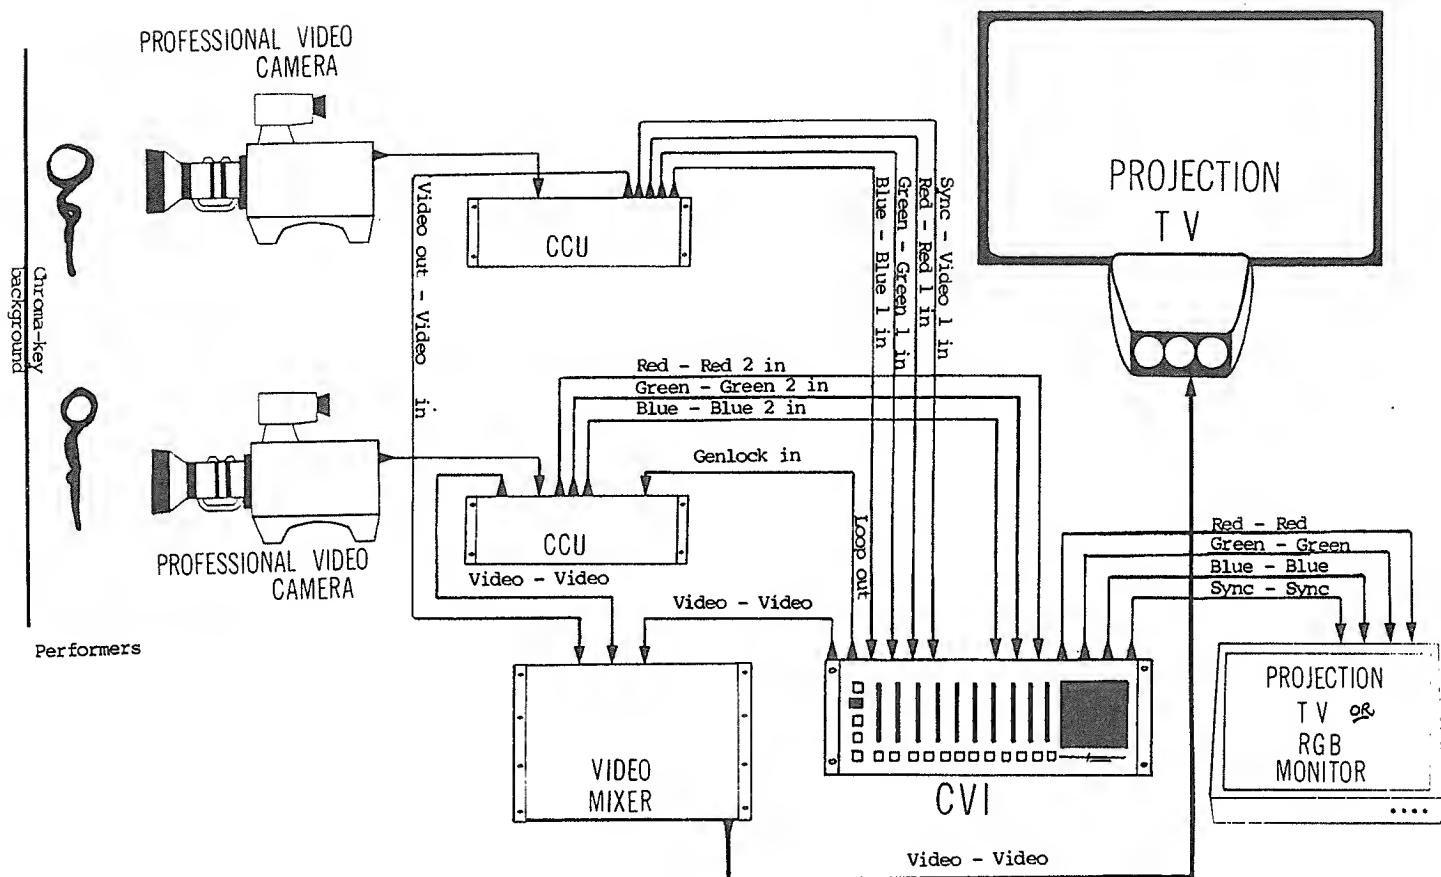 PROFESSIONAL VIDEO
CAMERA
PROJECTION
TV
CCU
Video out - Video in
Blue - Blue 1 in
Green - Green 1 in
Red - Red 1 in
Sync - Video 1 in
Chroma-key
background
Red - Red 2 in
Green - Green 2 in
Blue - Blue 2 in
Genlock in
CCU
PROFESSIONAL VIDEO
CAMERA
Video - Video
Loop out
Video - Video
Red - Red
Green - Green
Blue - Blue
Sync - Sync
Performers
VIDEO
MIXER
CVI
PROJECTION
TV OR
RGB
MONITOR
Video - Video